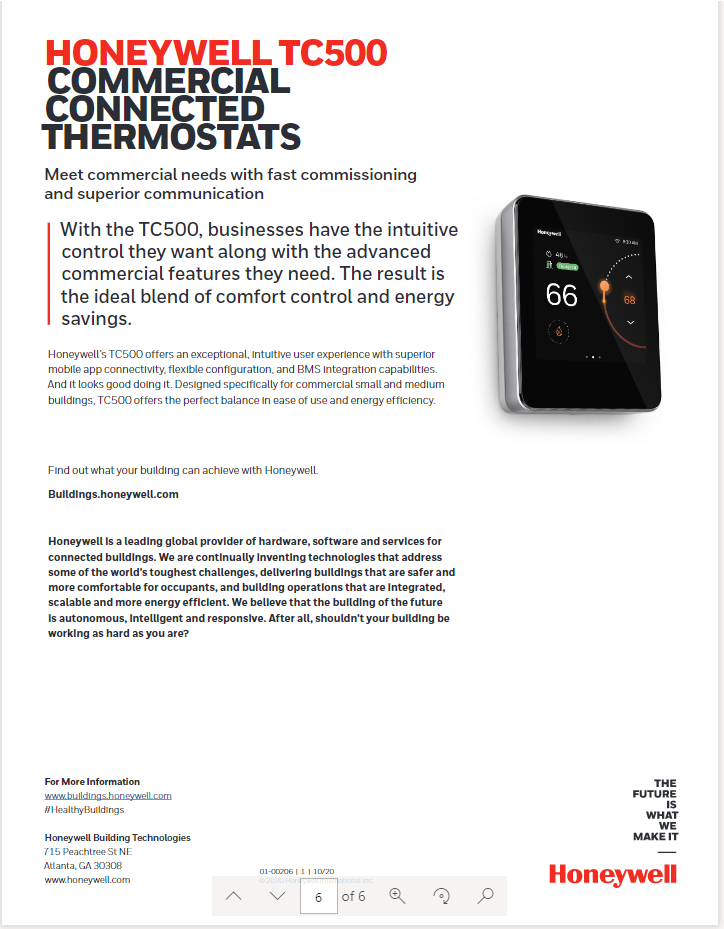 HONEYWELL TC500
COMMERCIAL
CONNECTED
THERMOSTATS
Meet commercial needs with fast commissioning
and superior communication
With the TC500, businesses have the intuitive
control they want along with the advanced
commercial features they need. The result is
the ideal blend of comfort control and energy
savings.
Honeywell's TC500 offers an exceptional, intuitive user experience with superior
mobile app connectivity, flexible configuration, and BMS integration capabilities.
And it looks good doing it. Designed specifically for commercial small and medium
buildings, TC500 offers the perfect balance in ease of use and energy efficiency.
Honeywell
66
68
Find out what your building can achieve with Honeywell.
Buildings.honeywell.com
Honeywell is a leading global provider of hardware, software and services for
connected buildings. We are continually inventing technologies that address
some of the world's toughest challenges, delivering buildings that are safer and
more comfortable for occupants, and building operations that are integrated,
scalable and more energy efficient. We believe that the building of the future
is autonomous, intelligent and responsive. After all, shouldn't your building be
working as hard as you are?
For More Information
www.buildings.honeywell.com
#HealthyBuildings
Honeywell Building Technologies
715 Peachtree St NE
Atlanta, GA 30308
www.honeywell.com
01-00206 | 1 | 10/20
© 2020 Honeywell International Inc.
6 of 6
THE
FUTURE
IS
WHAT
WE
MAKE IT
Honeywell